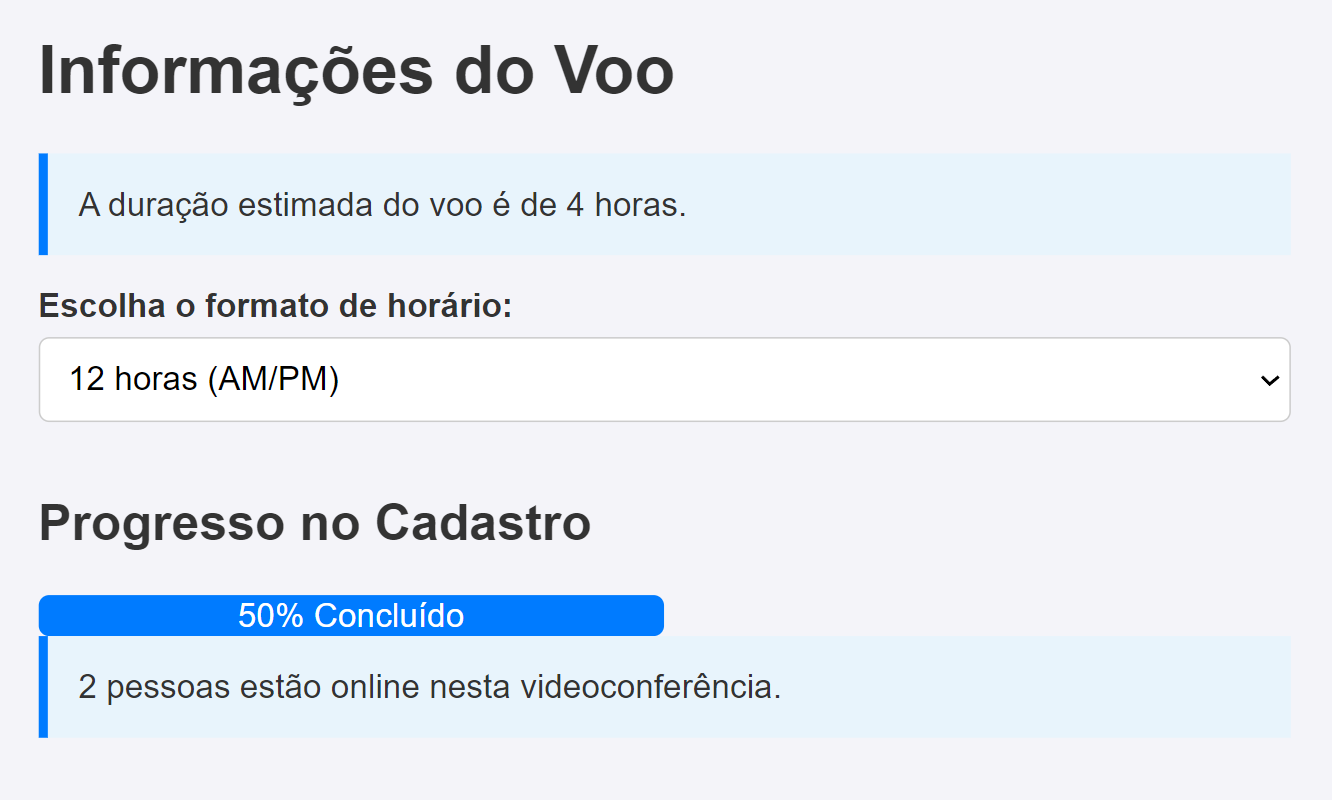 Informações do Voo
A duração estimada do voo é de 4 horas.
Escolha o formato de horário:
12 horas (AM/PM)
Progresso no Cadastro
50% Concluído
2 pessoas estão online nesta videoconferência.